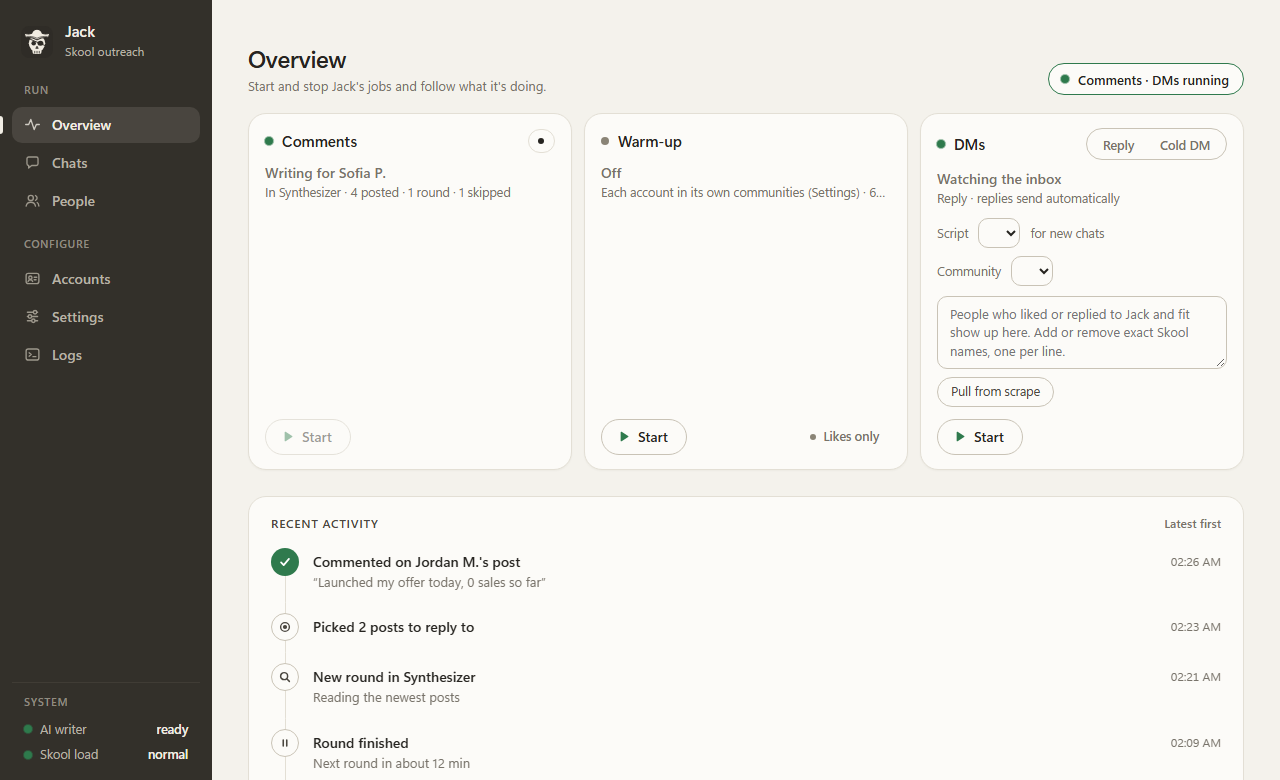 Jack
Skool outreach
RUN
Overview
Chats
People
CONFIGURE
Accounts
Settings
Logs
SYSTEM
AI writer ready
Skool load normal
Overview
Start and stop Jack's jobs and follow what it's doing.
Comments · DMs running
Comments
Writing for Sofia P.
In Synthesizer · 4 posted · 1 round · 1 skipped
Start
Warm-up
Off
Each account in its own communities (Settings) · 6...
Start
Likes only
DMs
Reply Cold DM
Watching the inbox
Reply · replies send automatically
Script for new chats
Community
People who liked or replied to Jack and fit
show up here. Add or remove exact Skool
names, one per line.
Pull from scrape
Start
RECENT ACTIVITY Latest first
Commented on Jordan M.'s post 02:26 AM
"Launched my offer today, 0 sales so far"
Picked 2 posts to reply to 02:23 AM
New round in Synthesizer 02:21 AM
Reading the newest posts
Round finished 02:09 AM
Next round in about 12 min